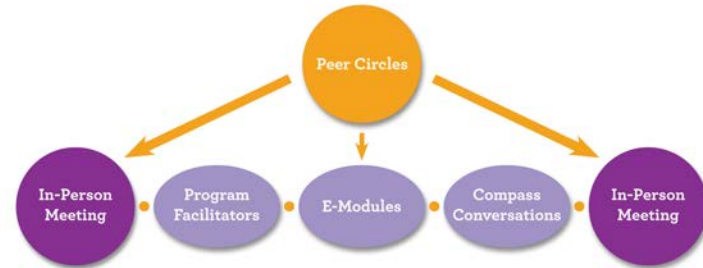 Peer Circles
In-Person
Meeting
Program
Facilitators
E-Modules
Compass
Conversations
In-Person
Meeting